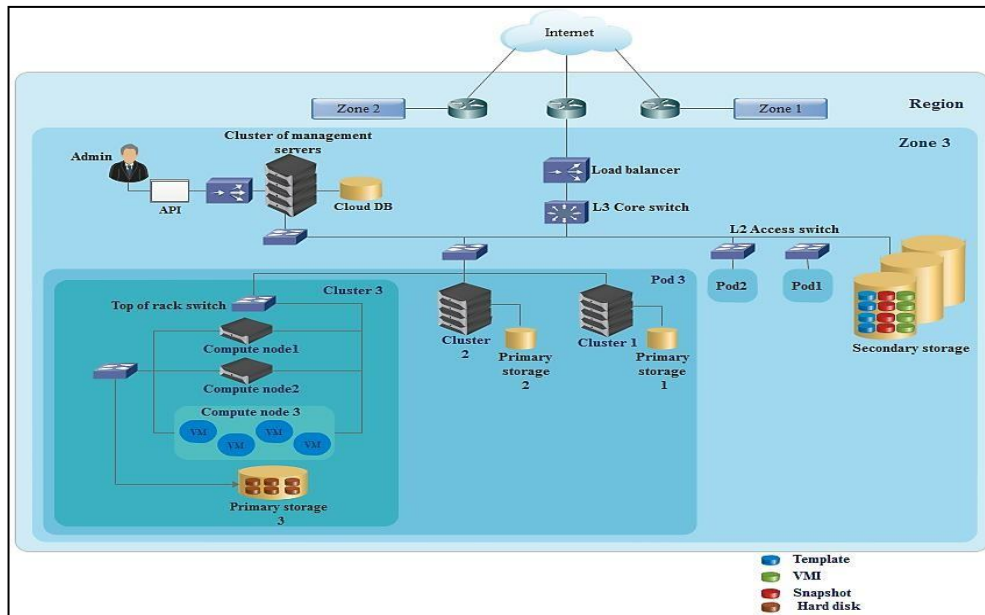 Internet
Zone 2
Zone 1
Region
Zone 3
Cluster of management
servers
Admin
API
Cloud DB
Load balancer
L3 Core switch
L2 Access switch
Pod 3
Pod2
Pod1
Secondary storage
Cluster 3
Top of rack switch
Compute node1
Compute node2
Compute node 3
VM
VM
VM
VM
Primary storage
3
Cluster
2
Primary
storage
2
Cluster 1
Primary
storage
1
Template
VMI
Snapshot
Hard disk